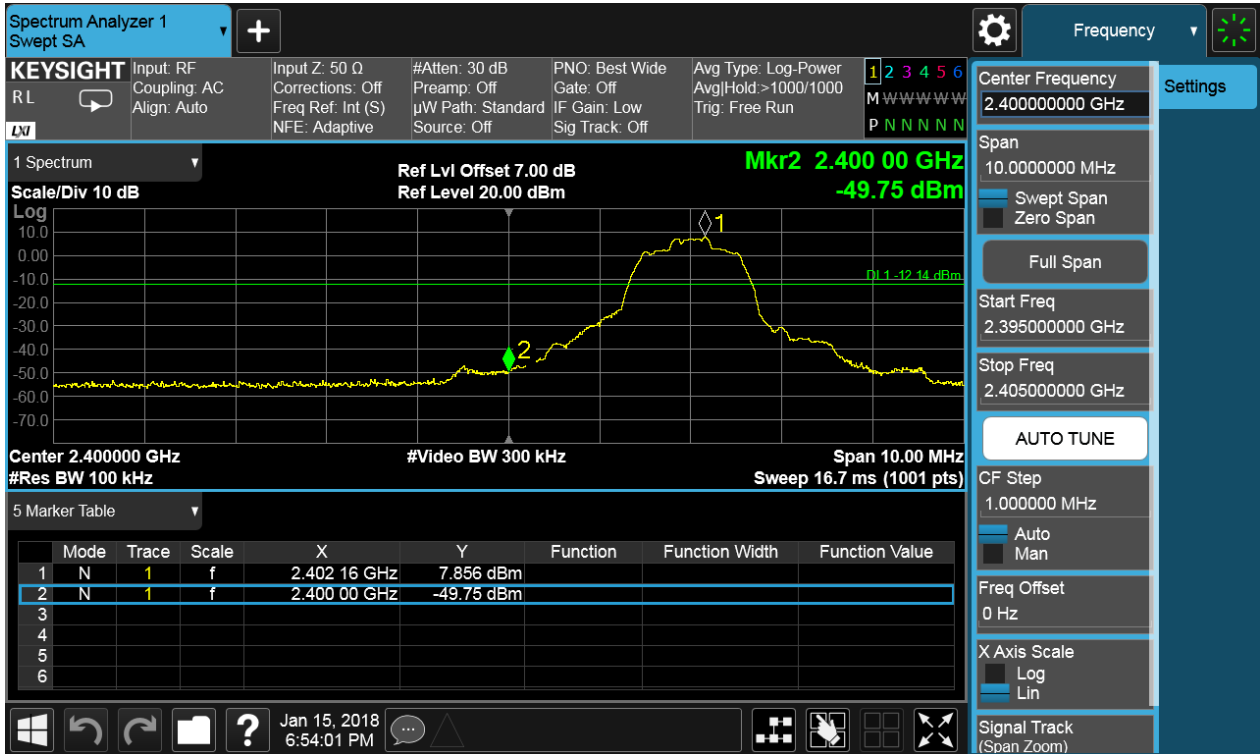 Spectrum Analyzer 1
Swept SA
Frequency
KEYSIGHT
RL
LXI
Input: RF
Coupling: AC
Align: Auto
Input Z: 50 Ω
Corrections: Off
Freq Ref: Int (S)
NFE: Adaptive
#Atten: 30 dB
Preamp: Off
µW Path: Standard
Source: Off
PNO: Best Wide
Gate: Off
IF Gain: Low
Sig Track: Off
Avg Type: Log-Power
Avg|Hold:>1000/1000
Trig: Free Run
1 2 3 4 5 6
M W W W W W
P N N N N N
1 Spectrum
Scale/Div 10 dB
Ref Lvl Offset 7.00 dB
Ref Level 20.00 dBm
Mkr2 2.400 00 GHz
-49.75 dBm
Log
10.0
0.00
-10.0
-20.0
-30.0
-40.0
-50.0
-60.0
-70.0
1
2
DL1 -12.14 dBm
Center 2.400000 GHz
#Video BW 300 kHz
Span 10.00 MHz
#Res BW 100 kHz
Sweep 16.7 ms (1001 pts)
5 Marker Table
Mode Trace Scale X Y Function Function Width Function Value
1 N 1 f 2.402 16 GHz 7.856 dBm
2 N 1 f 2.400 00 GHz -49.75 dBm
3
4
5
6
?
Jan 15, 2018
6:54:01 PM
Center Frequency
2.400000000 GHz
Settings
Span
10.0000000 MHz
Swept Span
Zero Span
Full Span
Start Freq
2.395000000 GHz
Stop Freq
2.405000000 GHz
AUTO TUNE
CF Step
1.000000 MHz
Auto
Man
Freq Offset
0 Hz
X Axis Scale
Log
Lin
Signal Track
(Span Zoom)